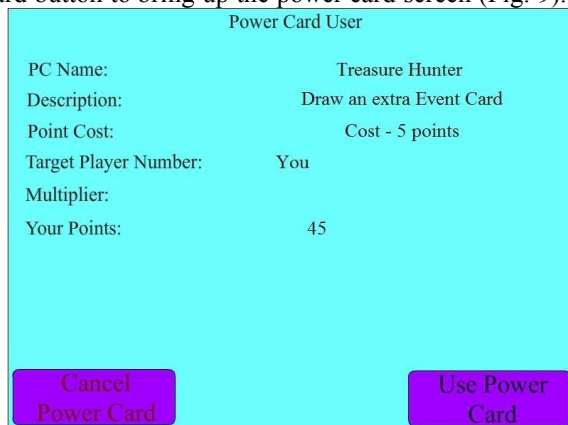 ard button to bring up the power card screen (Fig. 9).
Power Card User
PC Name: Treasure Hunter
Description: Draw an extra Event Card
Point Cost: Cost - 5 points
Target Player Number: You
Multiplier:
Your Points: 45
Cancel
Power Card
Use Power
Card